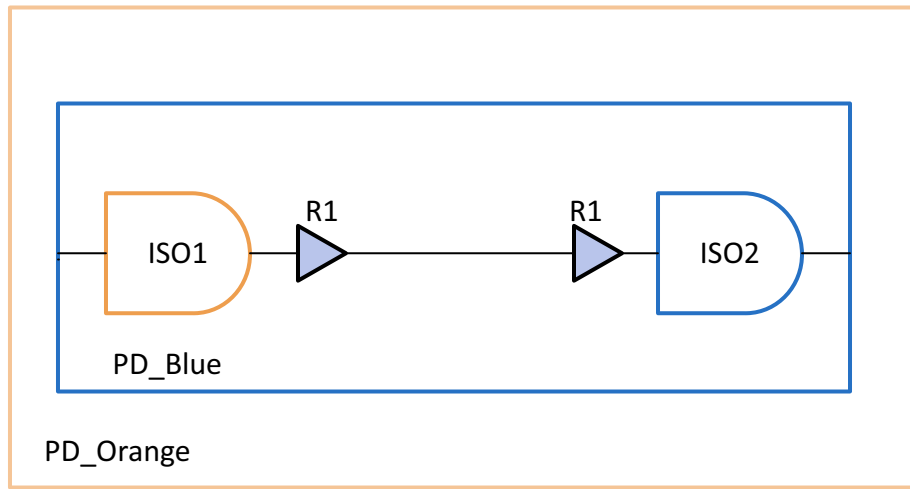 R1
R1
ISO1
ISO2
PD_Blue
PD_Orange